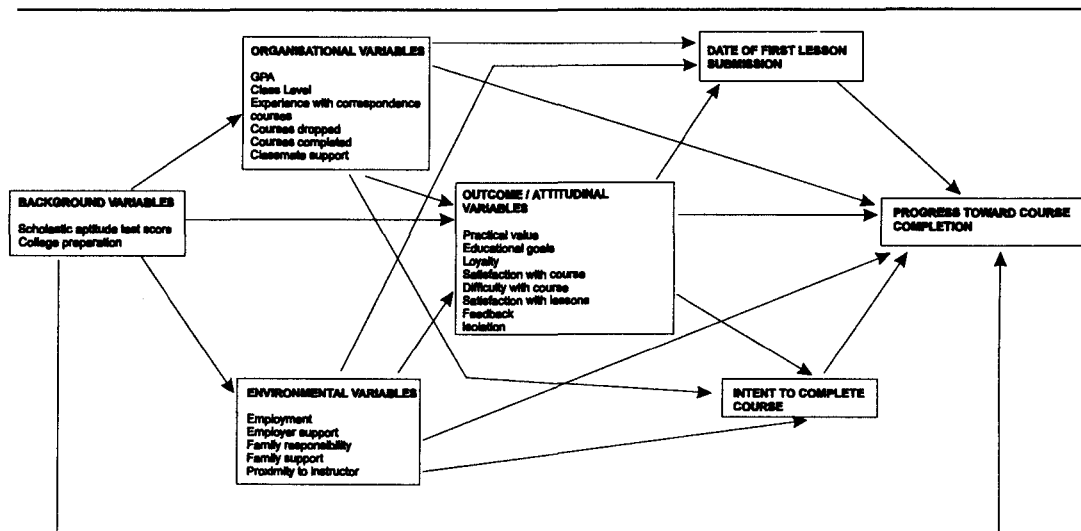 ORGANISATIONAL VARIABLES
GPA
Class Level
Experience with correspondence
courses
Courses dropped
Courses completed
Classmate support
DATE OF FIRST LESSON
SUBMISSION
BACKGROUND VARIABLES
Scholastic aptitude test score
College preparation
OUTCOME / ATTITUDINAL
VARIABLES
Practical value
Educational goals
Loyalty
Satisfaction with course
Difficulty with course
Satisfaction with lessons
Feedback
Isolation
PROGRESS TOWARD COURSE
COMPLETION
ENVIRONMENTAL VARIABLES
Employment
Employer support
Family responsibility
Family support
Proximity to instructor
INTENT TO COMPLETE
COURSE